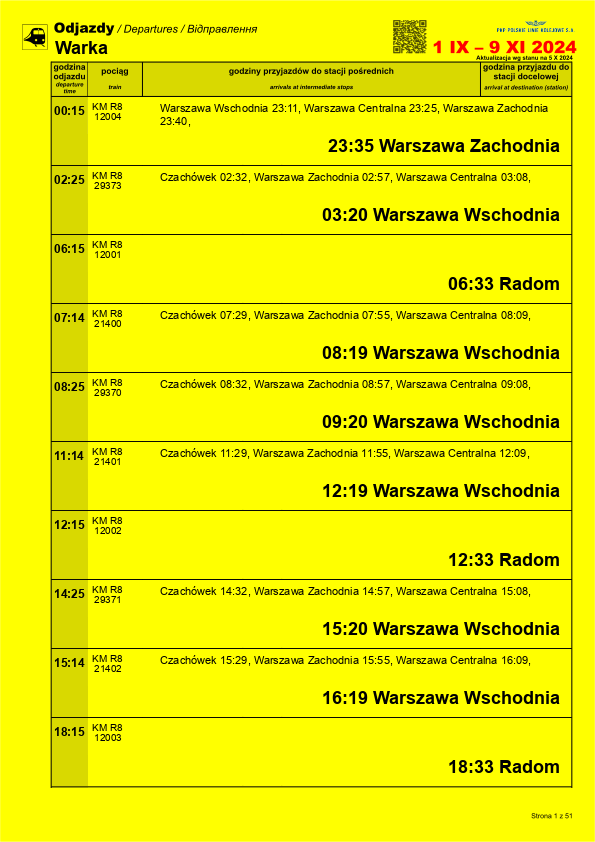 Odjazdy / Departures / Відправлення
Warka
PKP POLSKIE LINIE KOLEJOWE S.A.
1 IX – 9 XI 2024
Aktualizacja wg stanu na 5 X 2024
godzina odjazdu
departure time
pociąg
train
godziny przyjazdów do stacji pośrednich
arrivals at intermediate stops
godzina przyjazdu do stacji docelowej
arrival at destination (station)
00:15
KM R8
12004
Warszawa Wschodnia 23:11, Warszawa Centralna 23:25, Warszawa Zachodnia
23:40,
23:35 Warszawa Zachodnia
02:25
KM R8
29373
Czachówek 02:32, Warszawa Zachodnia 02:57, Warszawa Centralna 03:08,
03:20 Warszawa Wschodnia
06:15
KM R8
12001
06:33 Radom
07:14
KM R8
21400
Czachówek 07:29, Warszawa Zachodnia 07:55, Warszawa Centralna 08:09,
08:19 Warszawa Wschodnia
08:25
KM R8
29370
Czachówek 08:32, Warszawa Zachodnia 08:57, Warszawa Centralna 09:08,
09:20 Warszawa Wschodnia
11:14
KM R8
21401
Czachówek 11:29, Warszawa Zachodnia 11:55, Warszawa Centralna 12:09,
12:19 Warszawa Wschodnia
12:15
KM R8
12002
12:33 Radom
14:25
KM R8
29371
Czachówek 14:32, Warszawa Zachodnia 14:57, Warszawa Centralna 15:08,
15:20 Warszawa Wschodnia
15:14
KM R8
21402
Czachówek 15:29, Warszawa Zachodnia 15:55, Warszawa Centralna 16:09,
16:19 Warszawa Wschodnia
18:15
KM R8
12003
18:33 Radom
Strona 1 z 51